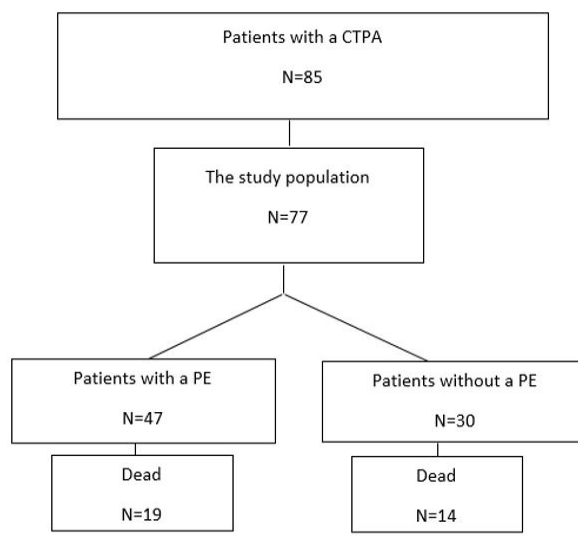 Patients with a CTPA
N=85
The study population
N=77
Patients with a PE
N=47
Patients without a PE
N=30
Dead
N=19
Dead
N=14